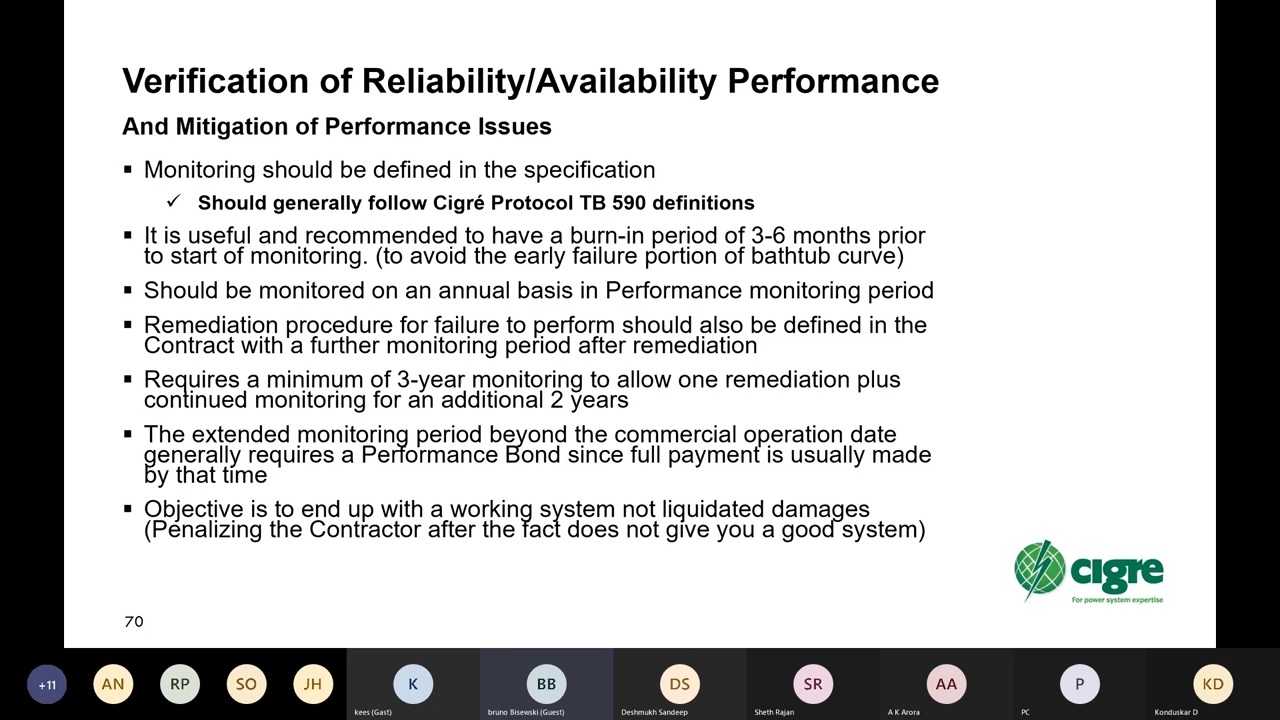 Verification of Reliability/Availability Performance
And Mitigation of Performance Issues
▪ Monitoring should be defined in the specification
✓ Should generally follow Cigré Protocol TB 590 definitions
▪ It is useful and recommended to have a burn-in period of 3-6 months prior
to start of monitoring. (to avoid the early failure portion of bathtub curve)
▪ Should be monitored on an annual basis in Performance monitoring period
▪ Remediation procedure for failure to perform should also be defined in the
Contract with a further monitoring period after remediation
▪ Requires a minimum of 3-year monitoring to allow one remediation plus
continued monitoring for an additional 2 years
▪ The extended monitoring period beyond the commercial operation date
generally requires a Performance Bond since full payment is usually made
by that time
▪ Objective is to end up with a working system not liquidated damages
(Penalizing the Contractor after the fact does not give you a good system)
cigre
For power system expertise
70
+11 AN RP SO JH K BB DS SR AA P KD
kees (Gast) bruno Bisewski (Guest) Deshmukh Sandeep Sheth Rajan A K Arora PC Konduskar D